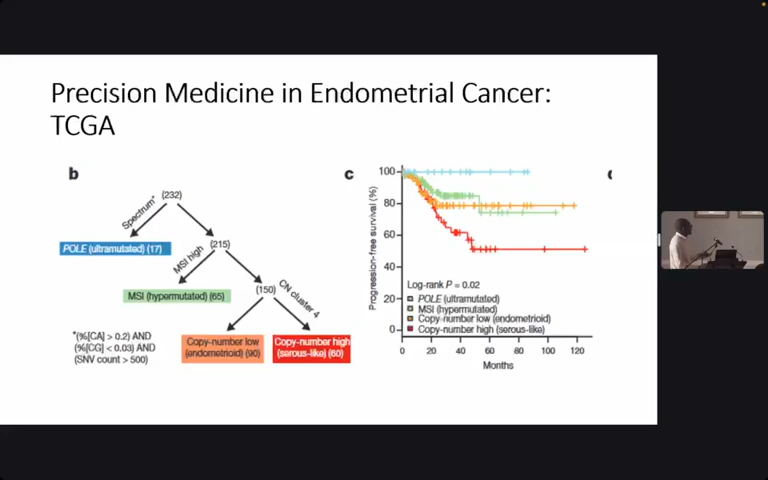 Precision Medicine in Endometrial Cancer:
TCGA
b
(232)
Spectrum*
POLE (ultramutated) (17)
(215)
MSI high
MSI (hypermutated) (65)
(150)
CN cluster 4
Copy-number low
(endometrioid) (90)
Copy-number high
(serous-like) (60)
*(%[CA] > 0.2) AND
(%[CG] < 0.03) AND
(SNV count > 500)
c
Progression-free survival (%)
100
80
60
40
20
0
Log-rank P = 0.02
POLE (ultramutated)
MSI (hypermutated)
Copy-number low (endometrioid)
Copy-number high (serous-like)
0 20 40 60 80 100 120
Months